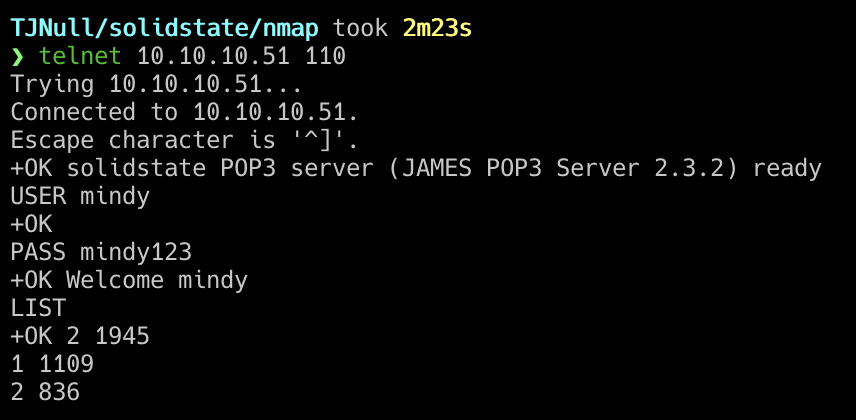 TJNull/solidstate/nmap took 2m23s
❯ telnet 10.10.10.51 110
Trying 10.10.10.51...
Connected to 10.10.10.51.
Escape character is '^]'.
+OK solidstate POP3 server (JAMES POP3 Server 2.3.2) ready
USER mindy
+OK
PASS mindy123
+OK Welcome mindy
LIST
+OK 2 1945
1 1109
2 836